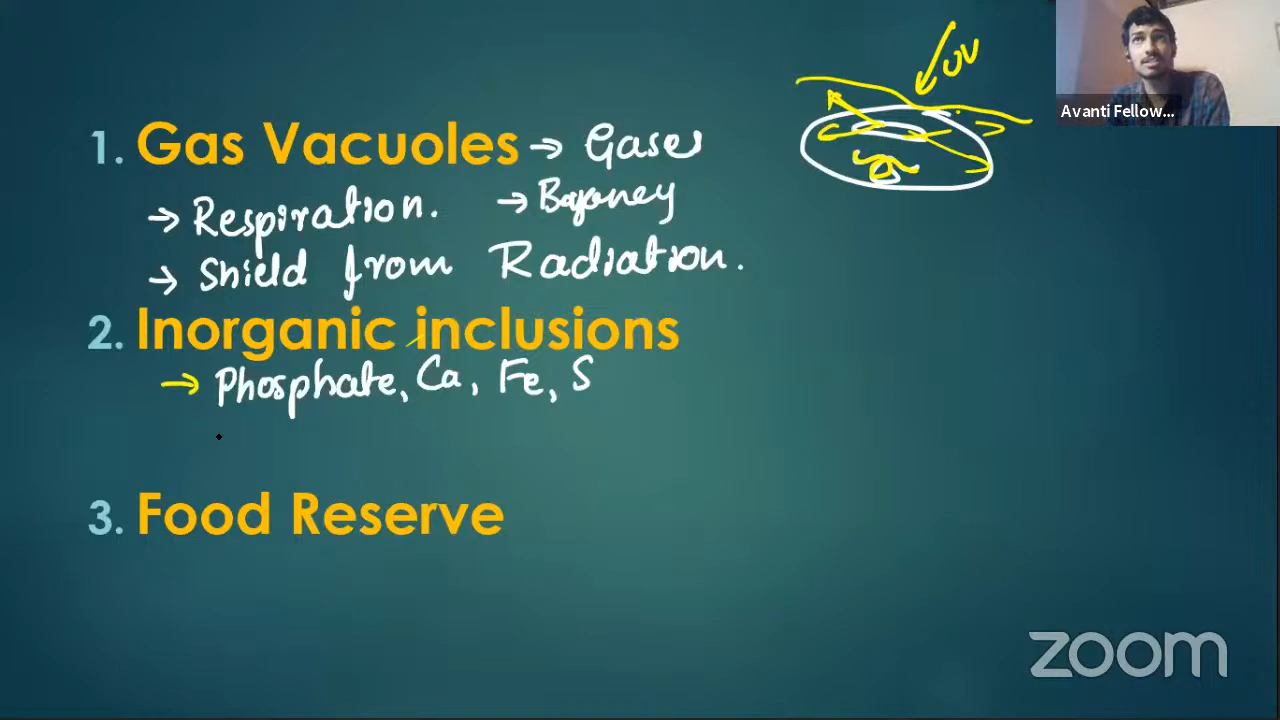 UV
Avanti Fellow...
1. Gas Vacuoles → Gases
→ Respiration. → Bouyoney
→ Shield from Radiation.
2. Inorganic inclusions
→ Phosphate, Ca, Fe, S
3. Food Reserve
zoom